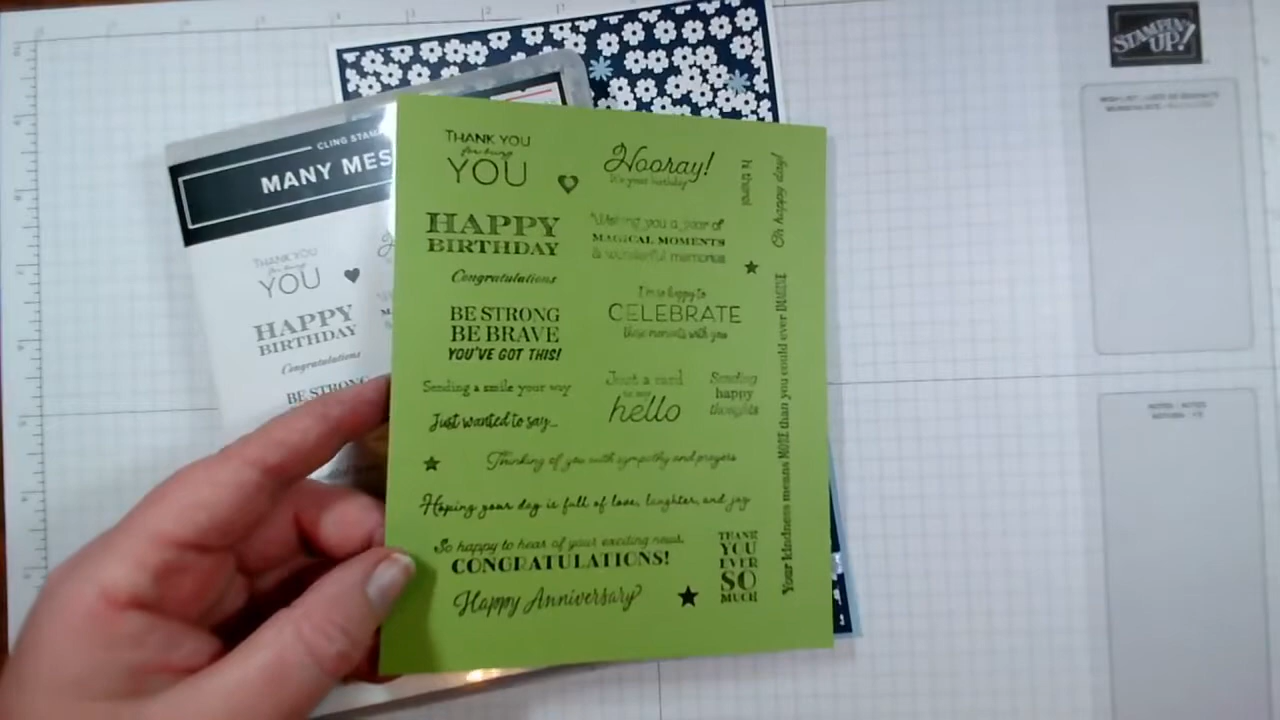 STAMPIN' UP!
CLING STAM
MANY MES
THANK YOU
for being
YOU
HAPPY
BIRTHDAY
Congratulations
BE STRONG
THANK YOU
for being
YOU
Hooray!
it's your birthday
Hi there!
Oh happy day!
HAPPY
BIRTHDAY
Wishing you a year of
MAGICAL MOMENTS
& wonderful memories
Congratulations
I'm so happy to
CELEBRATE
these moments with you
BE STRONG
BE BRAVE
YOU'VE GOT THIS!
Your kindness means MORE than you could ever IMAGINE
Sending a smile your way
Just a card
to say
hello
Sending
happy
thoughts
Just wanted to say...
Thinking of you with sympathy and prayers
Hoping your day is full of love, laughter, and joy
So happy to hear of your exciting news.
CONGRATULATIONS!
THANK
YOU
EVER
SO
MUCH
Happy Anniversary